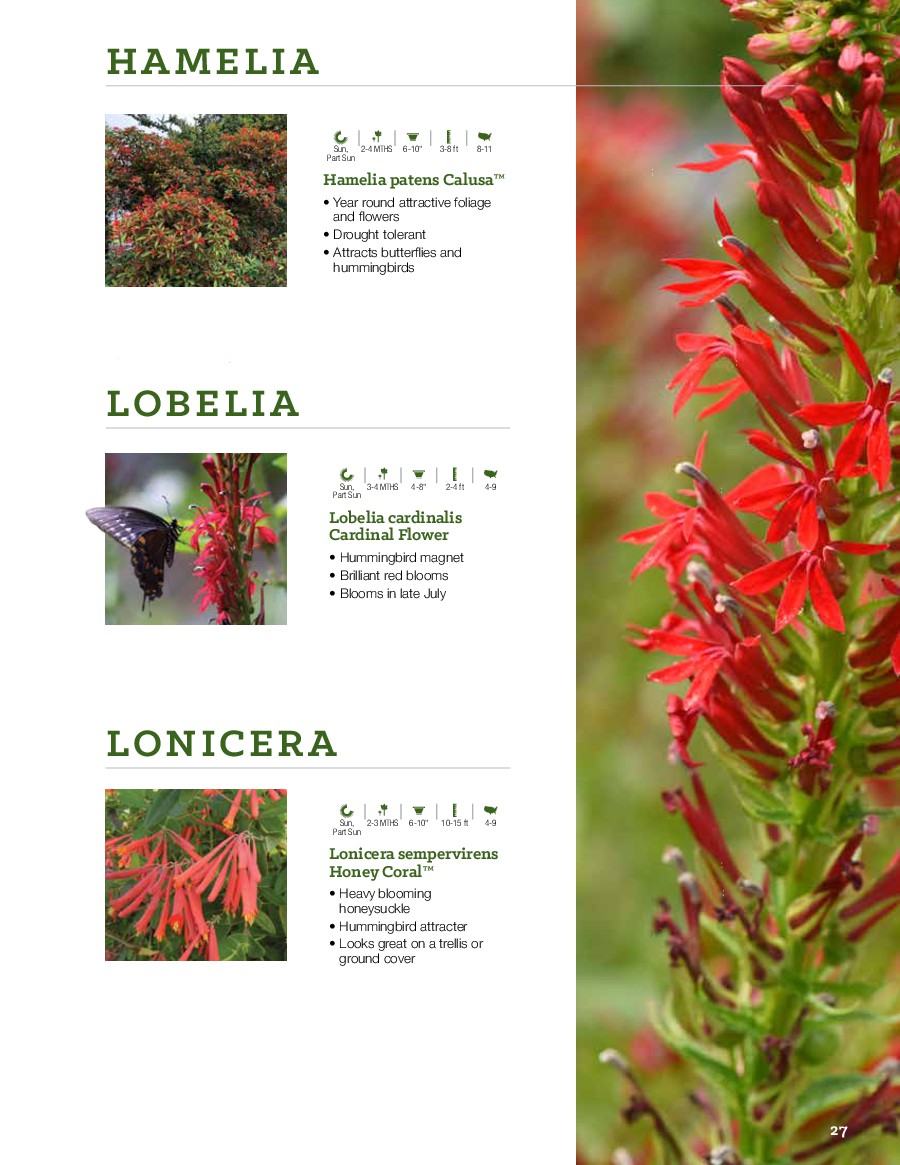 HAMELIA
Sun,
Part Sun
2-4 MTHS
6-10"
3-8 ft
8-11
Hamelia patens Calusa™
• Year round attractive foliage
and flowers
• Drought tolerant
• Attracts butterflies and
hummingbirds
LOBELIA
Sun,
Part Sun
3-4 MTHS
4-8"
2-4 ft
4-9
Lobelia cardinalis
Cardinal Flower
• Hummingbird magnet
• Brilliant red blooms
• Blooms in late July
LONICERA
Sun,
Part Sun
2-3 MTHS
6-10"
10-15 ft
4-9
Lonicera sempervirens
Honey Coral™
• Heavy blooming
honeysuckle
• Hummingbird attracter
• Looks great on a trellis or
ground cover
27